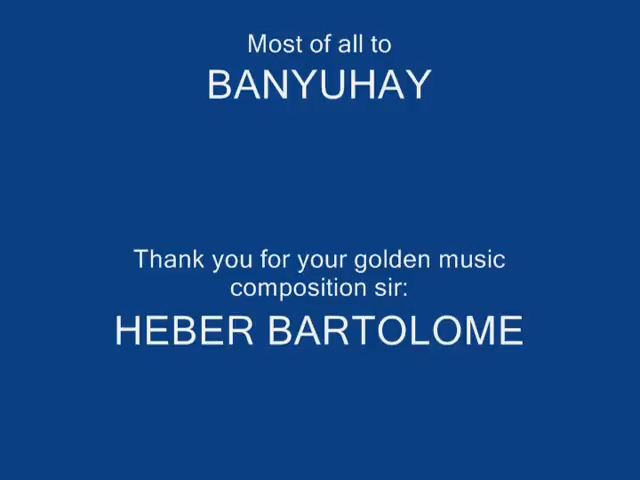 Most of all to
BANYUHAY
Thank you for your golden music
composition sir:
HEBER BARTOLOME